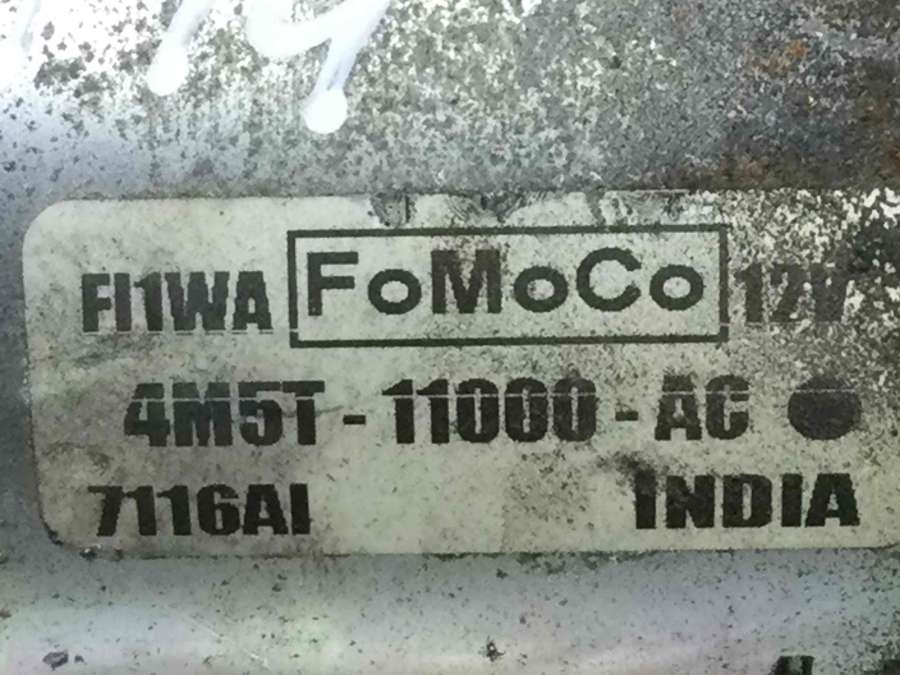 FI1WA FoMoCo 12V
4M5T-11000-AC
7116AI INDIA